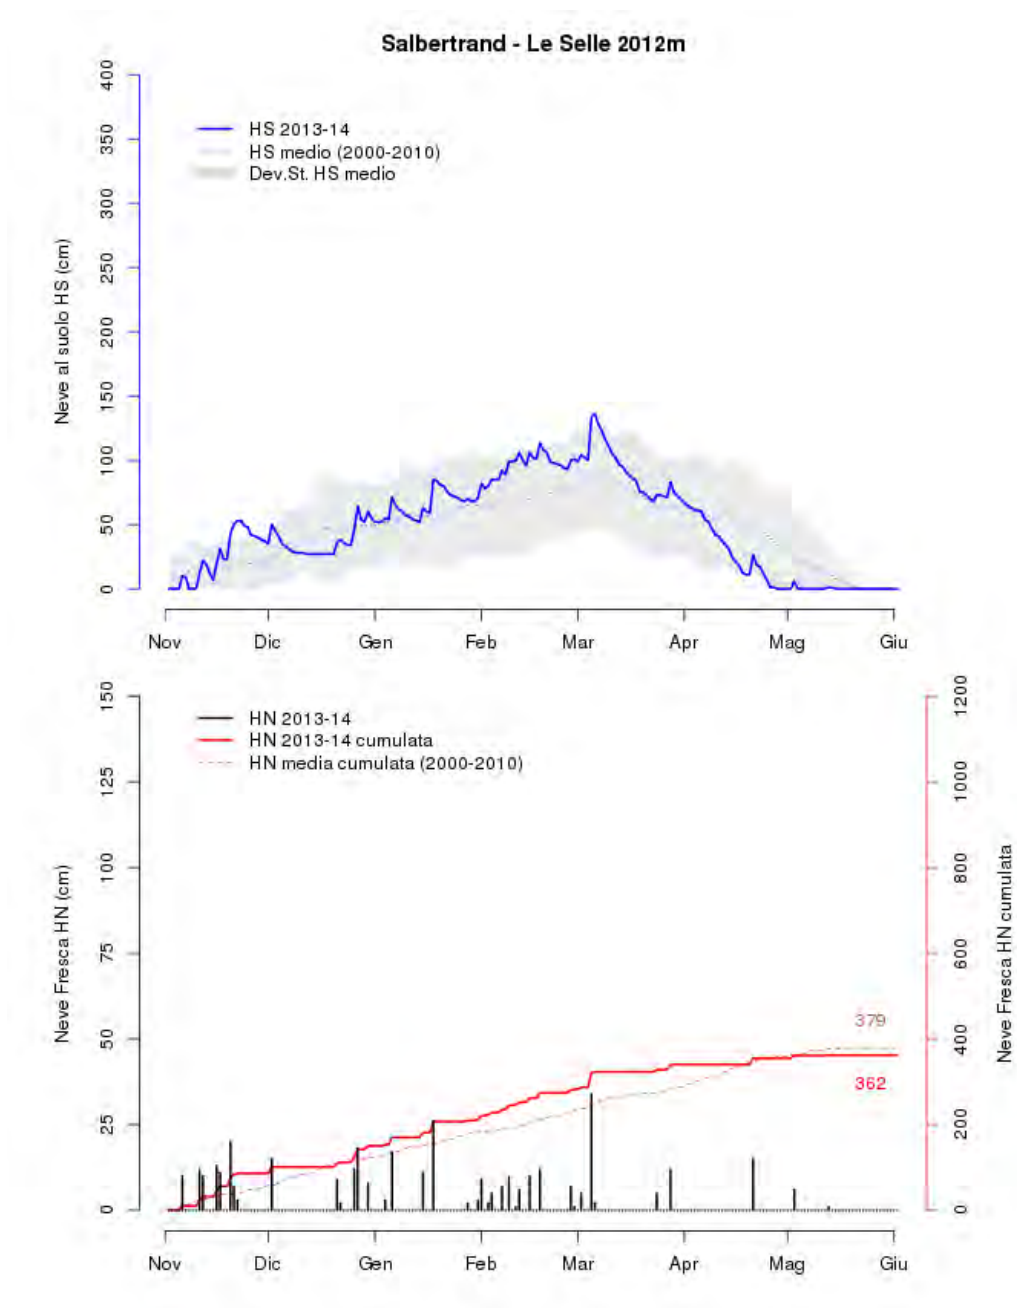 Salbertrand - Le Selle 2012m
400
350
300
250
200
150
100
50
0
Neve al suolo HS (cm)
HS 2013-14
HS medio (2000-2010)
Dev.St. HS medio
Nov Dic Gen Feb Mar Apr Mag Giu
150
125
100
75
50
25
0
Neve Fresca HN (cm)
HN 2013-14
HN 2013-14 cumulata
HN media cumulata (2000-2010)
379
362
1200
1000
800
600
400
200
0
Neve Fresca HN cumulata
Nov Dic Gen Feb Mar Apr Mag Giu